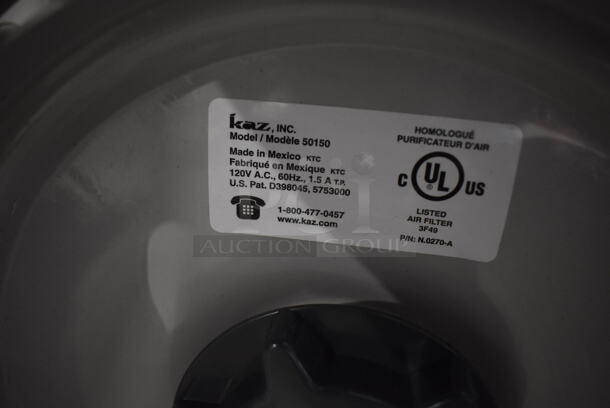 kaz, INC.
Model / Modèle 50150
Made in Mexico KTC
Fabriqué en Mexique KTC
120V A.C., 60Hz., 1.5 A T.P.
U.S. Pat. D398045, 5753000
1-800-477-0457
www.kaz.com
HOMOLOGUÉ
PURIFICATEUR D'AIR
C UL US
LISTED
AIR FILTER
3F49
P/N: N.0270-A
PCI
AUCTION GROUP